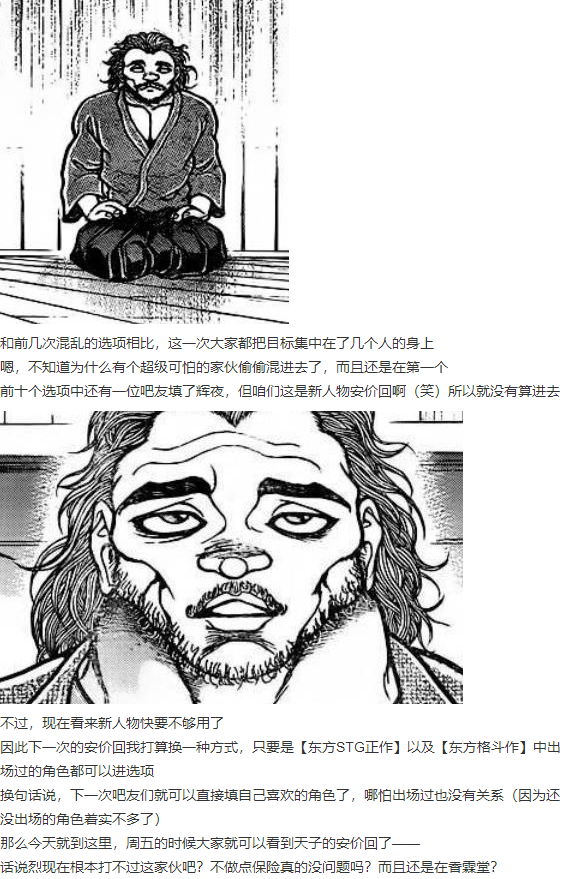 和前几次混乱的选项相比，这一次大家都把目标集中在了几个人的身上
嗯，不知道为什么有个超级可怕的家伙偷偷混进去了，而且还是在第一个
前十个选项中还有一位吧友填了辉夜，但咱们这是新人物安价回啊（笑）所以就没有算进去
不过，现在看来新人物快要不够用了
因此下一次的安价回我打算换一种方式，只要是【东方STG正作】以及【东方格斗作】中出
场过的角色都可以进选项
换句话说，下一次吧友们就可以直接填自己喜欢的角色了，哪怕出场过也没有关系（因为还
没出场的角色着实不多了）
那么今天就到这里，周五的时候大家就可以看到天子的安价回了——
话说烈现在根本打不过这家伙吧？不做点保险真的没问题吗？而且还是在香霖堂？